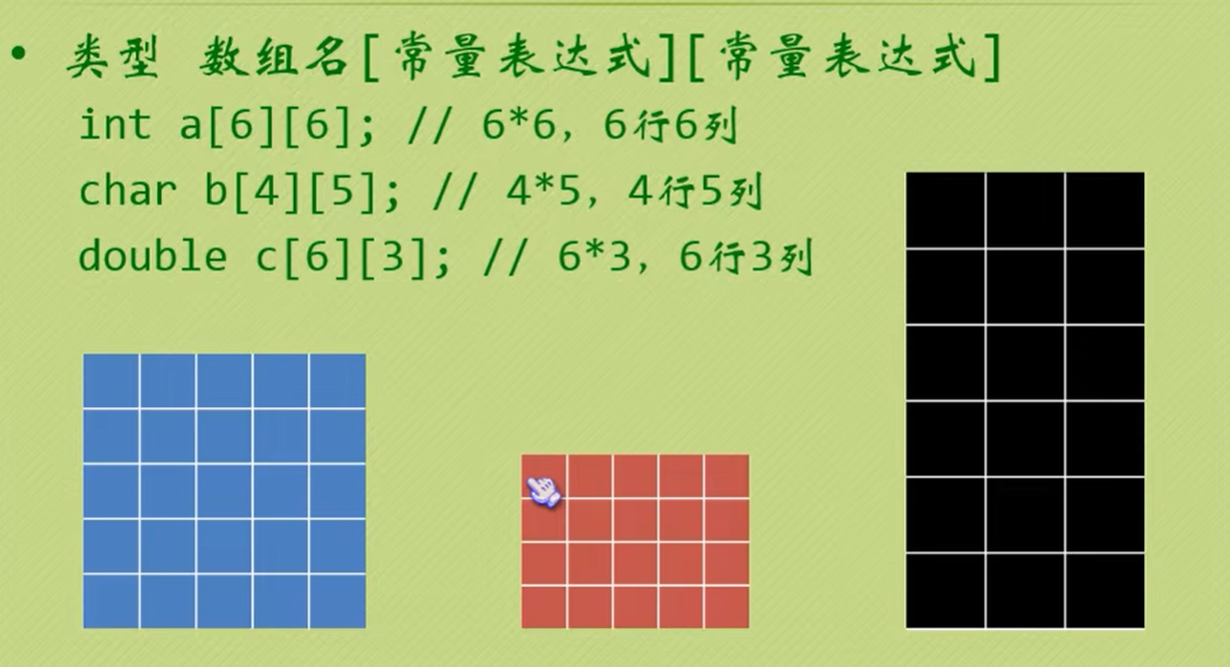 • 类型 数组名[常量表达式][常量表达式]
int a[6][6]; // 6*6, 6行6列
char b[4][5]; // 4*5, 4行5列
double c[6][3]; // 6*3, 6行3列